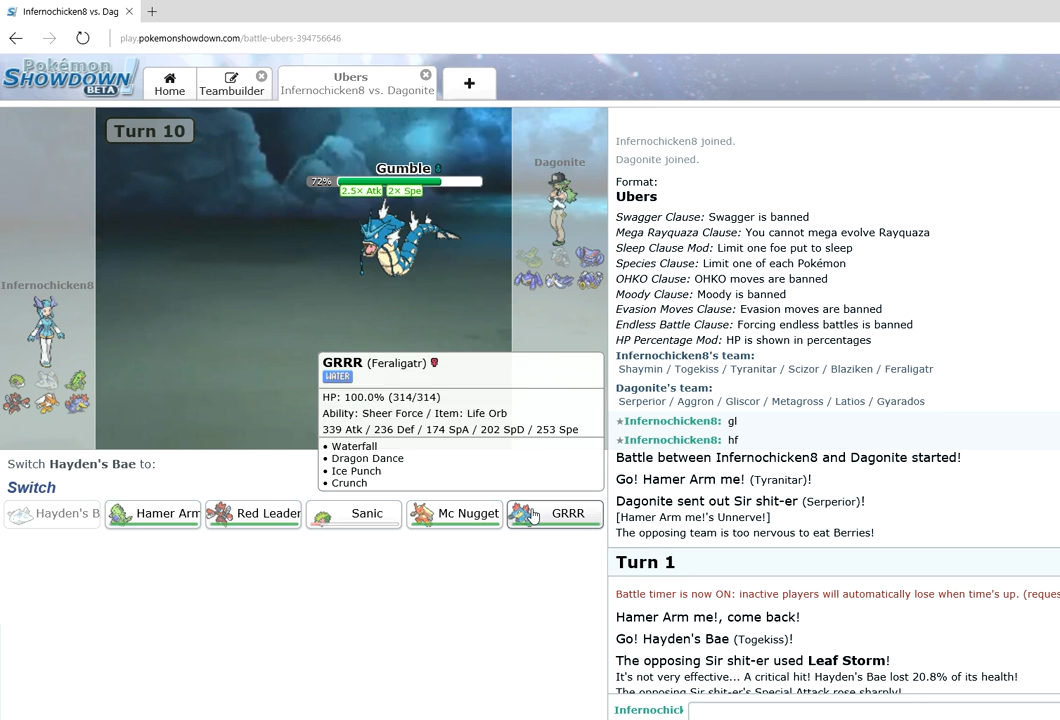 Infernochicken8 vs. Dag
play.pokemonshowdown.com/battle-ubers-394756646
Pokémon
SHOWDOWN!
BETA
Home
Teambuilder
Ubers
Infernochicken8 vs. Dagonite
+
Turn 10
Gumble
72%
2.5× Atk 2× Spe
Dagonite
Infernochicken8
GRRR (Feraligatr)
WATER
HP: 100.0% (314/314)
Ability: Sheer Force / Item: Life Orb
339 Atk / 236 Def / 174 SpA / 202 SpD / 253 Spe
• Waterfall
• Dragon Dance
• Ice Punch
• Crunch
Switch Hayden's Bae to:
Switch
Hayden's B
Hamer Arm
Red Leader
Sanic
Mc Nugget
GRRR
Infernochicken8 joined.
Dagonite joined.
Format:
Ubers
Swagger Clause: Swagger is banned
Mega Rayquaza Clause: You cannot mega evolve Rayquaza
Sleep Clause Mod: Limit one foe put to sleep
Species Clause: Limit one of each Pokémon
OHKO Clause: OHKO moves are banned
Moody Clause: Moody is banned
Evasion Moves Clause: Evasion moves are banned
Endless Battle Clause: Forcing endless battles is banned
HP Percentage Mod: HP is shown in percentages
Infernochicken8's team:
Shaymin / Togekiss / Tyranitar / Scizor / Blaziken / Feraligatr
Dagonite's team:
Serperior / Aggron / Gliscor / Metagross / Latios / Gyarados
★Infernochicken8: gl
★Infernochicken8: hf
Battle between Infernochicken8 and Dagonite started!
Go! Hamer Arm me! (Tyranitar)!
Dagonite sent out Sir shit-er (Serperior)!
[Hamer Arm me!'s Unnerve!]
The opposing team is too nervous to eat Berries!
Turn 1
Battle timer is now ON: inactive players will automatically lose when time's up. (reques
Hamer Arm me!, come back!
Go! Hayden's Bae (Togekiss)!
The opposing Sir shit-er used Leaf Storm!
It's not very effective... A critical hit! Hayden's Bae lost 20.8% of its health!
The opposing Sir shit-er's Special Attack rose sharply!
Infernochick